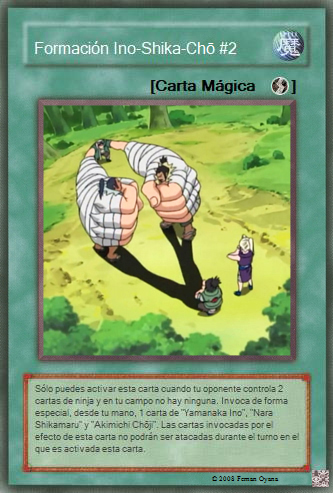 Formación Ino-Shika-Chō #2
魔
[Carta Mágica ]
Sólo puedes activar esta carta cuando tu oponente controla 2
cartas de ninja y en tu campo no hay ninguna. Invoca de forma
especial, desde tu mano, 1 carta de "Yamanaka Ino", "Nara
Shikamaru" y "Akimichi Chōji". Las cartas invocadas por el
efecto de esta carta no podrán ser atacadas durante el turno en el
que es activada esta carta.
© 2008 Ferran Oyana